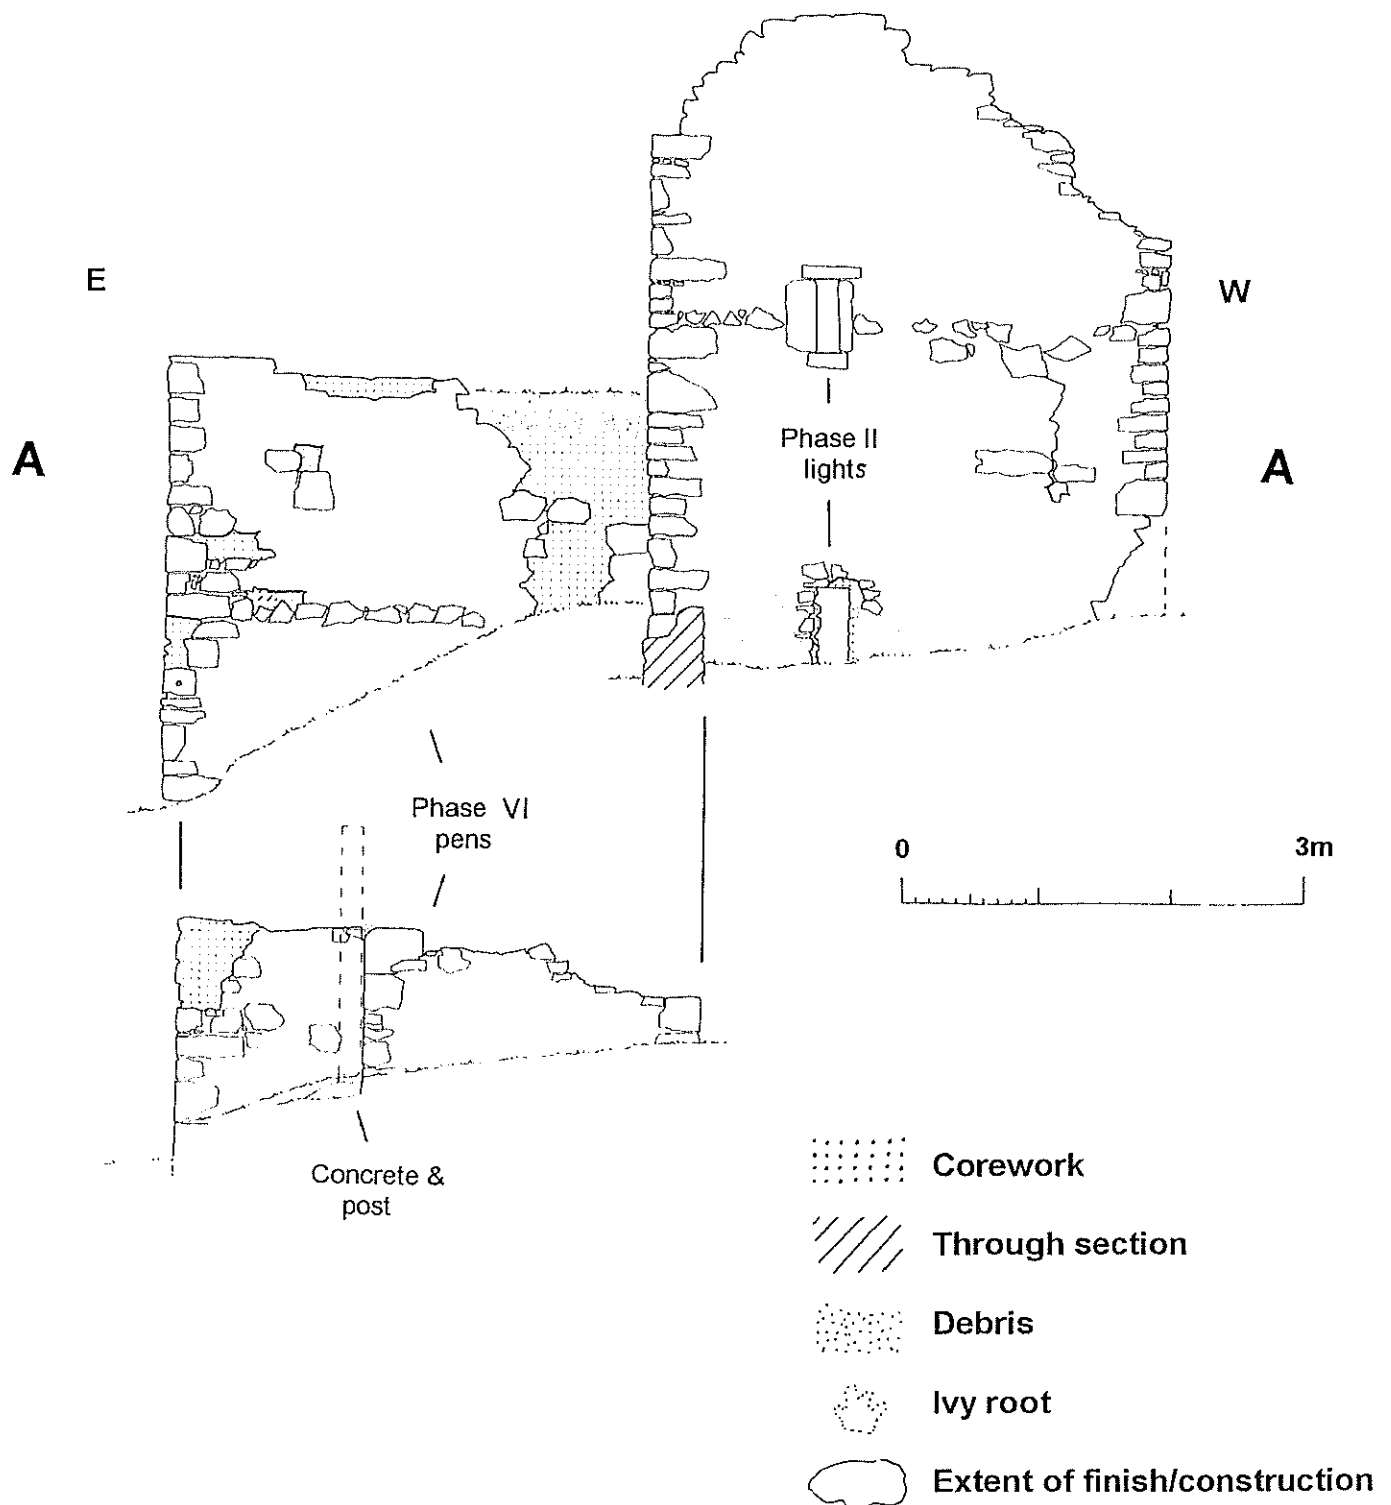 E
W
A
A
Phase II
lights
Phase VI
pens
0 3m
Concrete &
post
Corework
Through section
Debris
Ivy root
Extent of finish/construction